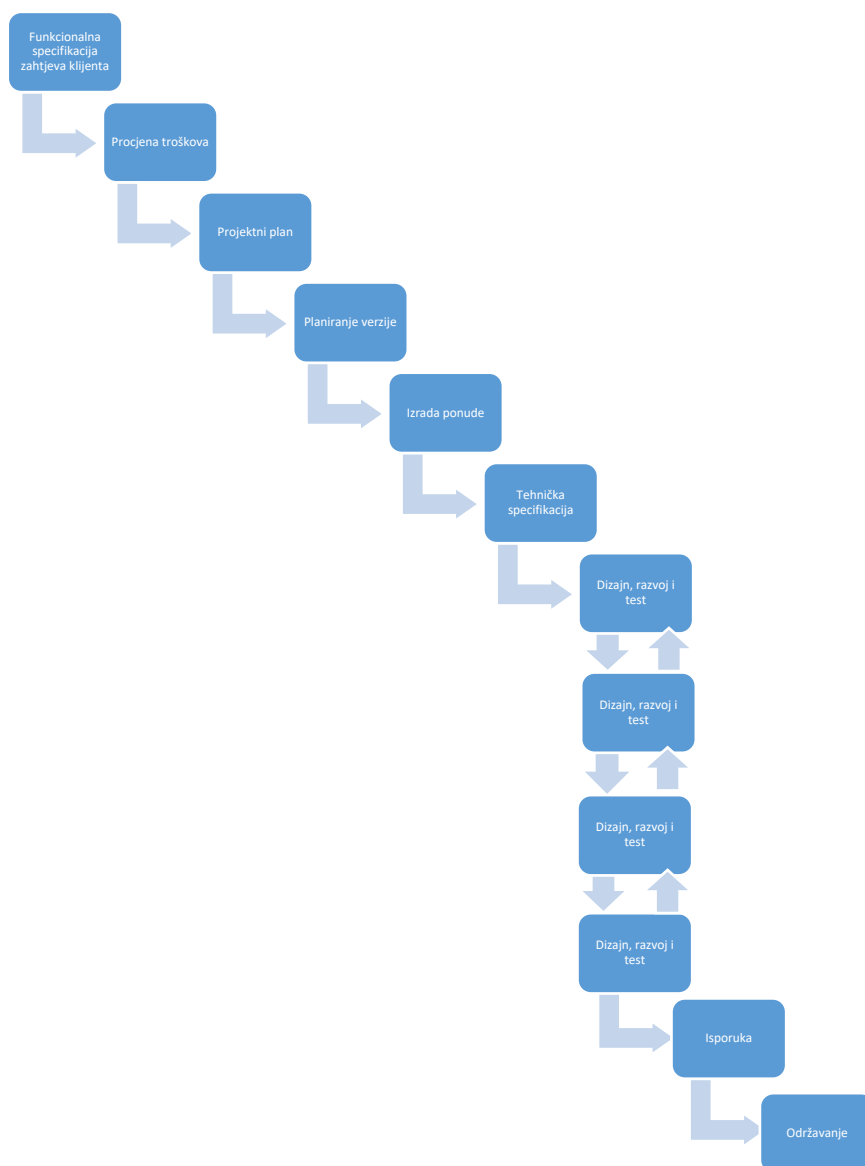 Funkcionalna
specifikacija
zahtjeva klijenta
Procjena troškova
Projektni plan
Planiranje verzije
Izrada ponude
Tehnička
specifikacija
Dizajn, razvoj i
test
Dizajn, razvoj i
test
Dizajn, razvoj i
test
Dizajn, razvoj i
test
Isporuka
Održavanje